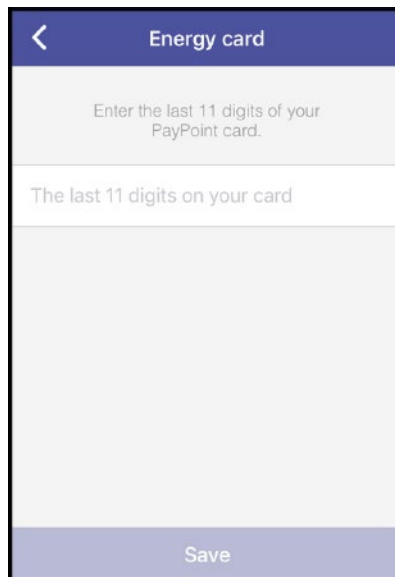 Energy card
Enter the last 11 digits of your
PayPoint card.
The last 11 digits on your card
Save